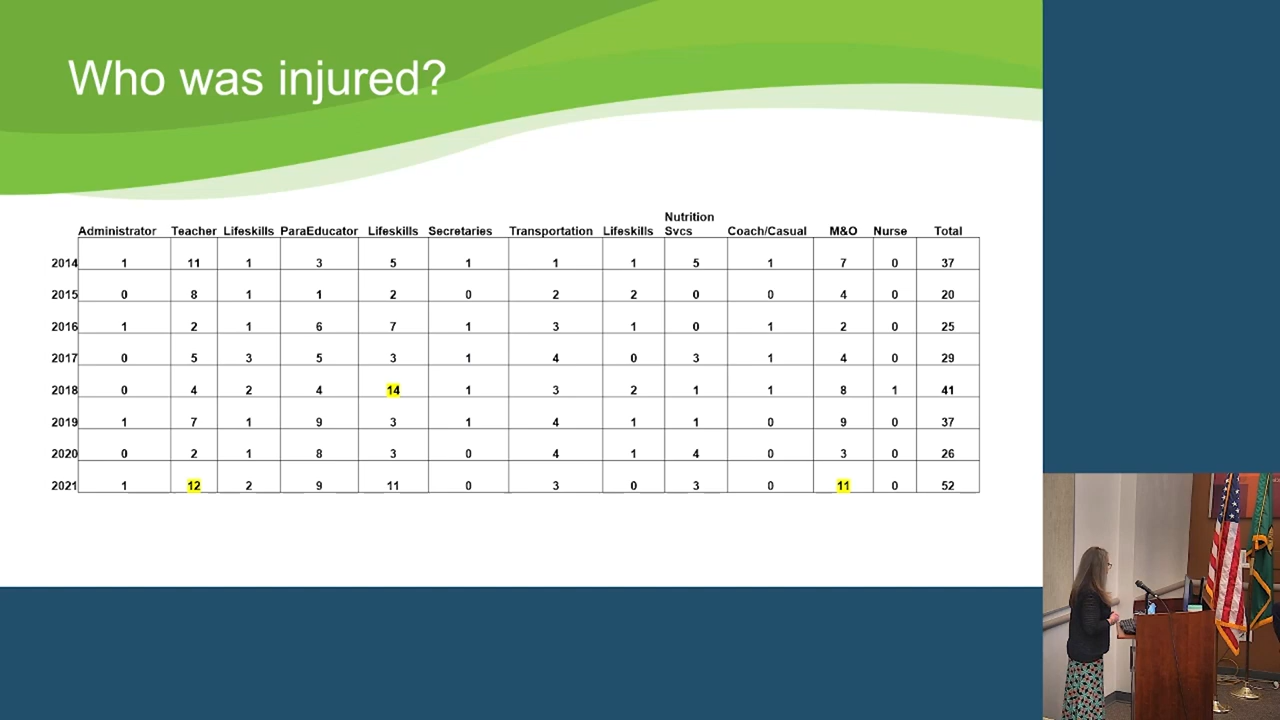 Who was injured?
Administrator Teacher Lifeskills ParaEducator Lifeskills Secretaries Transportation Lifeskills Nutrition Svcs Coach/Casual M&O Nurse Total
2014 1 11 1 3 5 1 1 1 5 1 7 0 37
2015 0 8 1 1 2 0 2 2 0 0 4 0 20
2016 1 2 1 6 7 1 3 1 0 1 2 0 25
2017 0 5 3 5 3 1 4 0 3 1 4 0 29
2018 0 4 2 4 14 1 3 2 1 1 8 1 41
2019 1 7 1 9 3 1 4 1 1 0 9 0 37
2020 0 2 1 8 3 0 4 1 4 0 3 0 26
2021 1 12 2 9 11 0 3 0 3 0 11 0 52